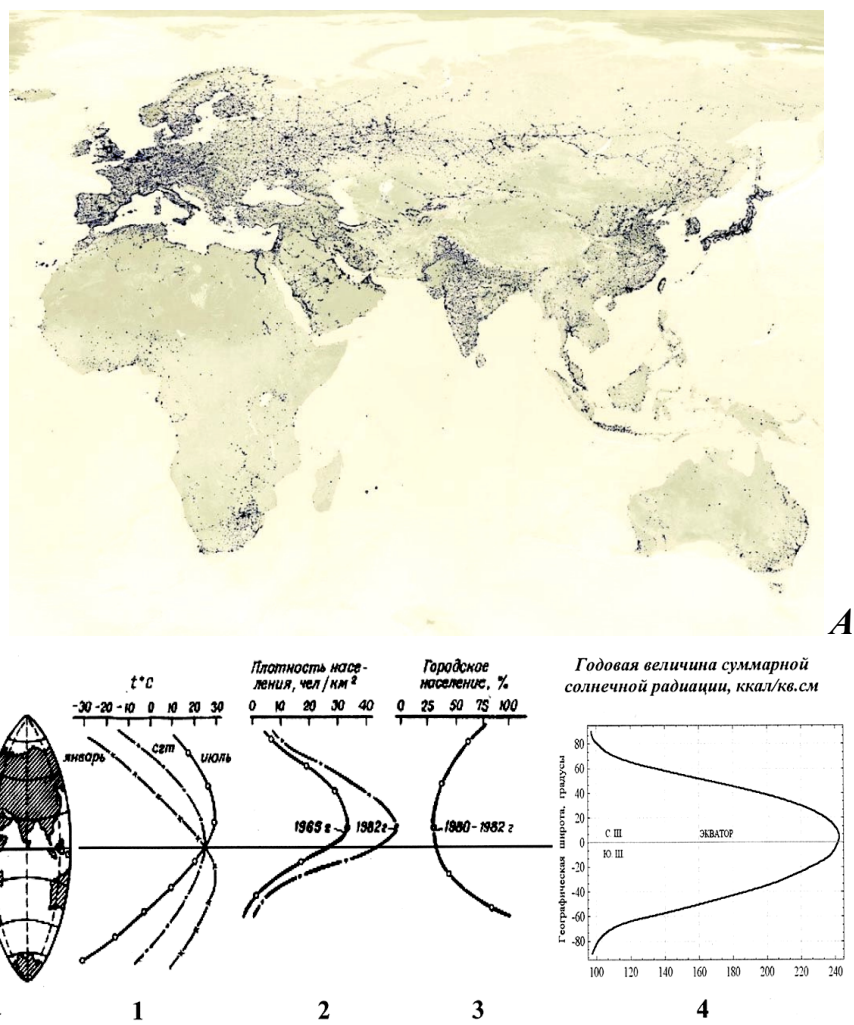 А
Годовая величина суммарной
солнечной радиации, ккал/кв.см
Плотность насе-
ления, чел/км²
Городское
население, %
t°C
-30 -20 -10 0 10 20 30
0 10 20 30 40
0 25 50 75 100
январь
сгт
июль
1965 г
1982 г
1980-1982 г
Географическая широта, градусы
80
60
40
20
0
-20
-40
-60
-80
С.Ш
ЭКВАТОР
Ю.Ш
100 120 140 160 180 200 220 240
1 2 3 4